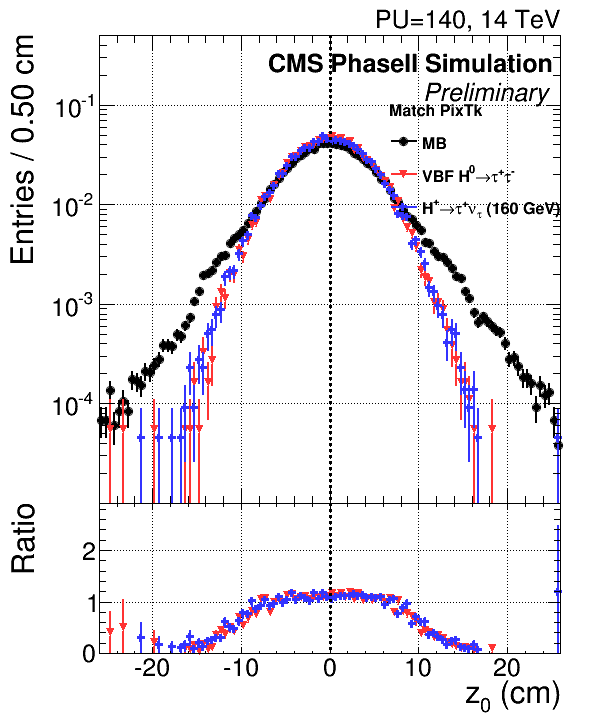 PU=140, 14 TeV
CMS PhaseII Simulation
Preliminary
Match PixTk
MB
VBF H⁰→τ⁺τ⁻
H⁺→τ⁺ν_τ (160 GeV)
Entries / 0.50 cm
10⁻¹
10⁻²
10⁻³
10⁻⁴
Ratio
2
1
0
-20 -10 0 10 20
z₀ (cm)